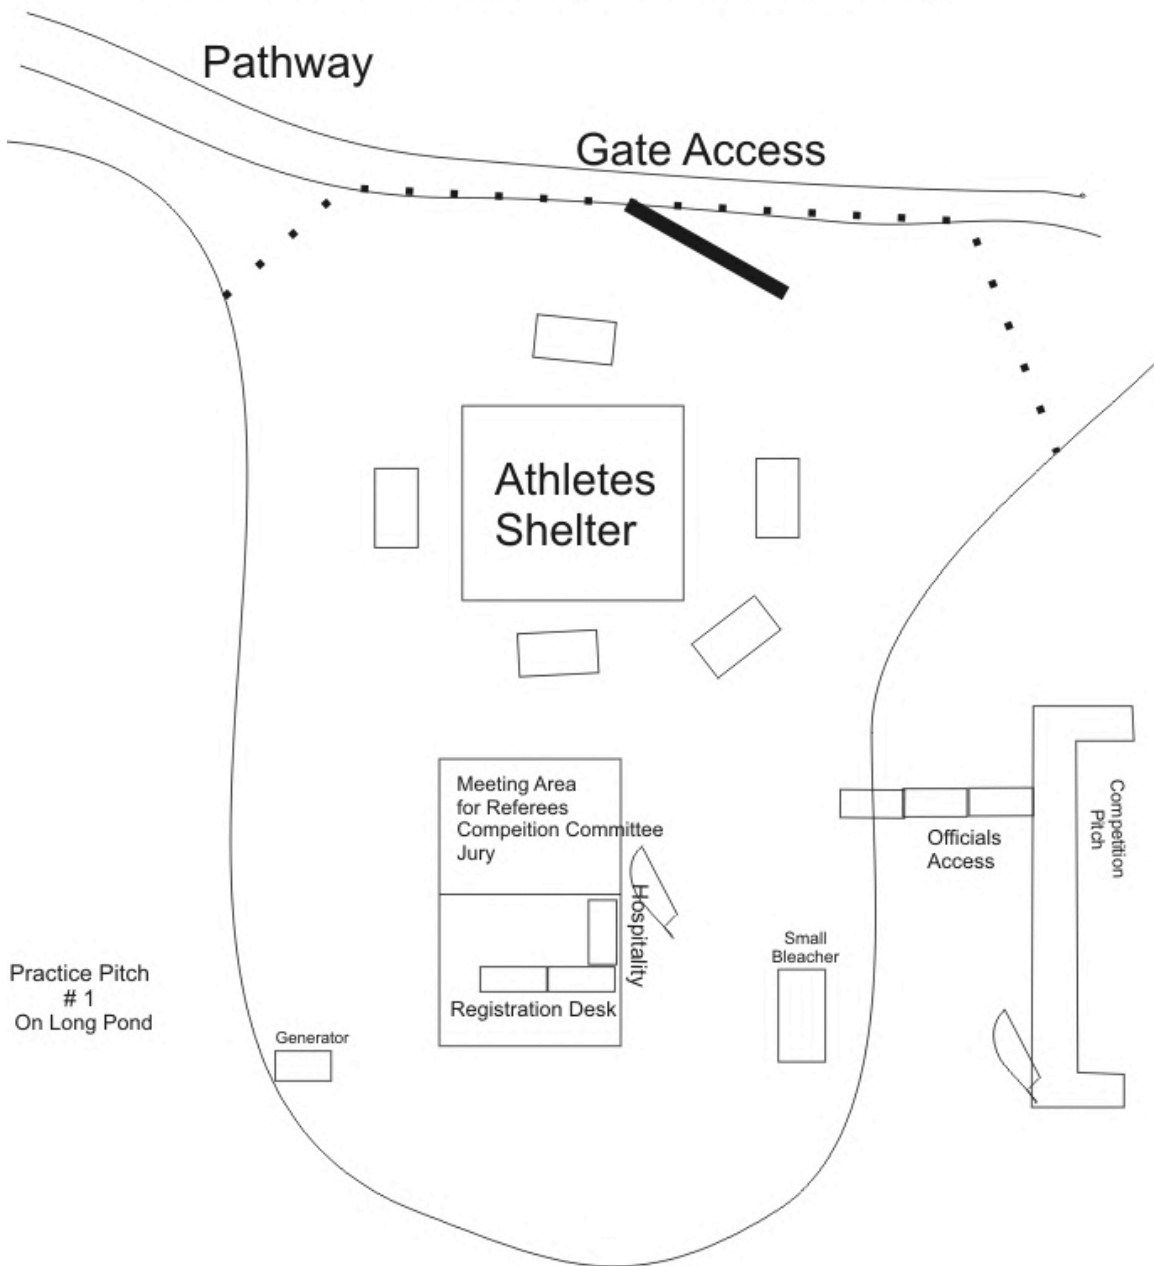 Pathway
Gate Access
Athletes
Shelter
Meeting Area
for Referees
Compeition Committee
Jury
Hospitality
Registration Desk
Officials
Access
Competition
Pitch
Small
Bleacher
Practice Pitch
# 1
On Long Pond
Generator